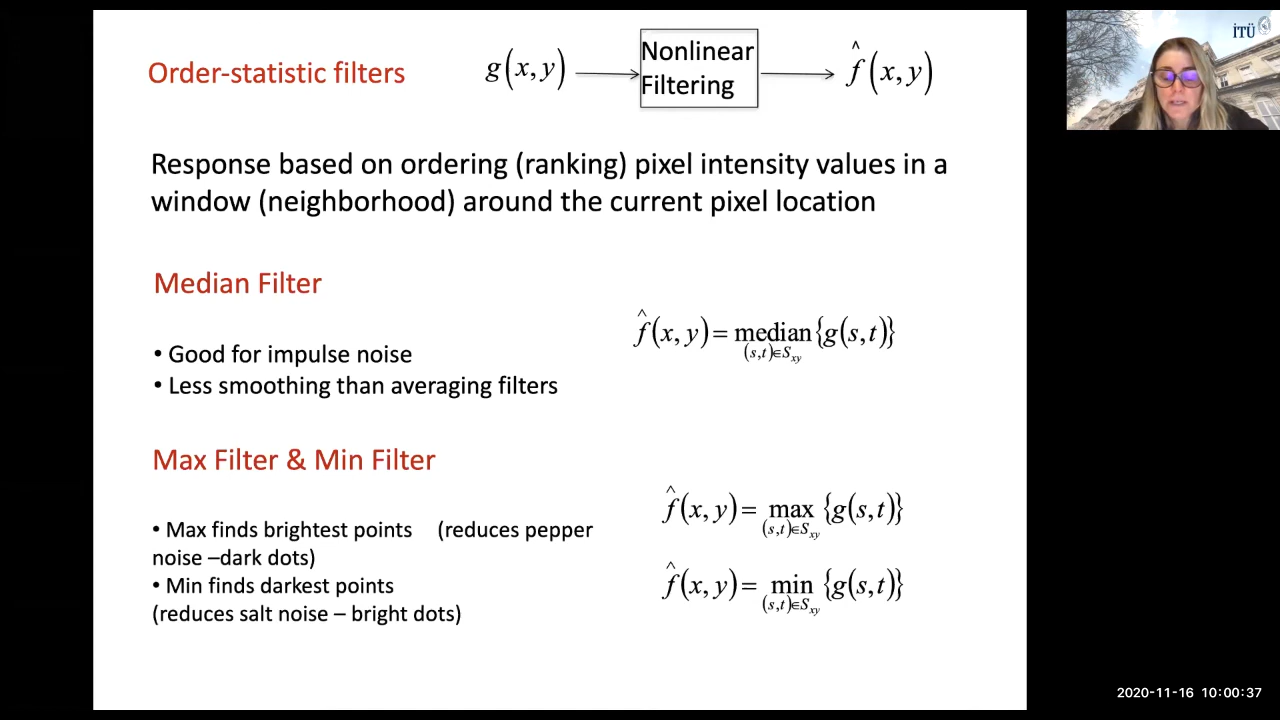 Order-statistic filters
g(x,y)
Nonlinear
Filtering
f̂(x,y)
Response based on ordering (ranking) pixel intensity values in a
window (neighborhood) around the current pixel location
Median Filter
f̂(x,y)=median{g(s,t)}
(s,t)∈Sxy
• Good for impulse noise
• Less smoothing than averaging filters
Max Filter & Min Filter
f̂(x,y)= max {g(s,t)}
(s,t)∈Sxy
• Max finds brightest points (reduces pepper
noise –dark dots)
• Min finds darkest points
(reduces salt noise – bright dots)
f̂(x,y)= min {g(s,t)}
(s,t)∈Sxy
İTÜ
2020-11-16 10:00:37